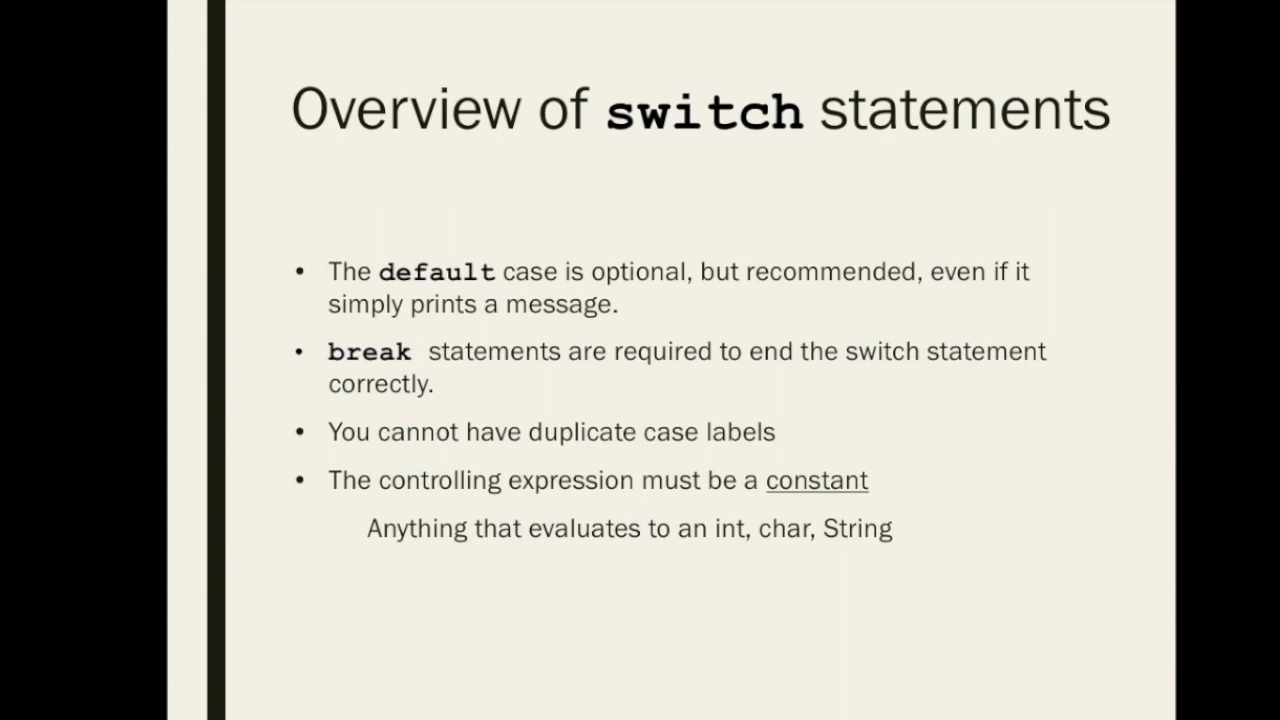 Overview of switch statements
• The default case is optional, but recommended, even if it
simply prints a message.
• break statements are required to end the switch statement
correctly.
• You cannot have duplicate case labels
• The controlling expression must be a constant
Anything that evaluates to an int, char, String